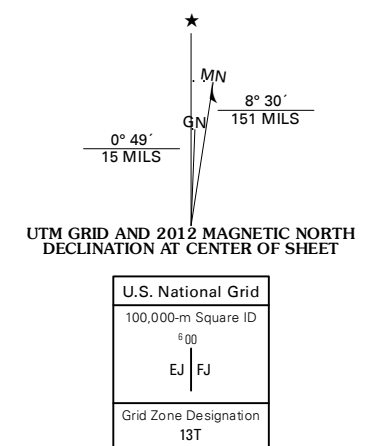 ★
MN
8° 30´
151 MILS
GN
0° 49´
15 MILS
UTM GRID AND 2012 MAGNETIC NORTH
DECLINATION AT CENTER OF SHEET
U.S. National Grid
100,000-m Square ID
⁶00
EJ FJ
Grid Zone Designation
13T